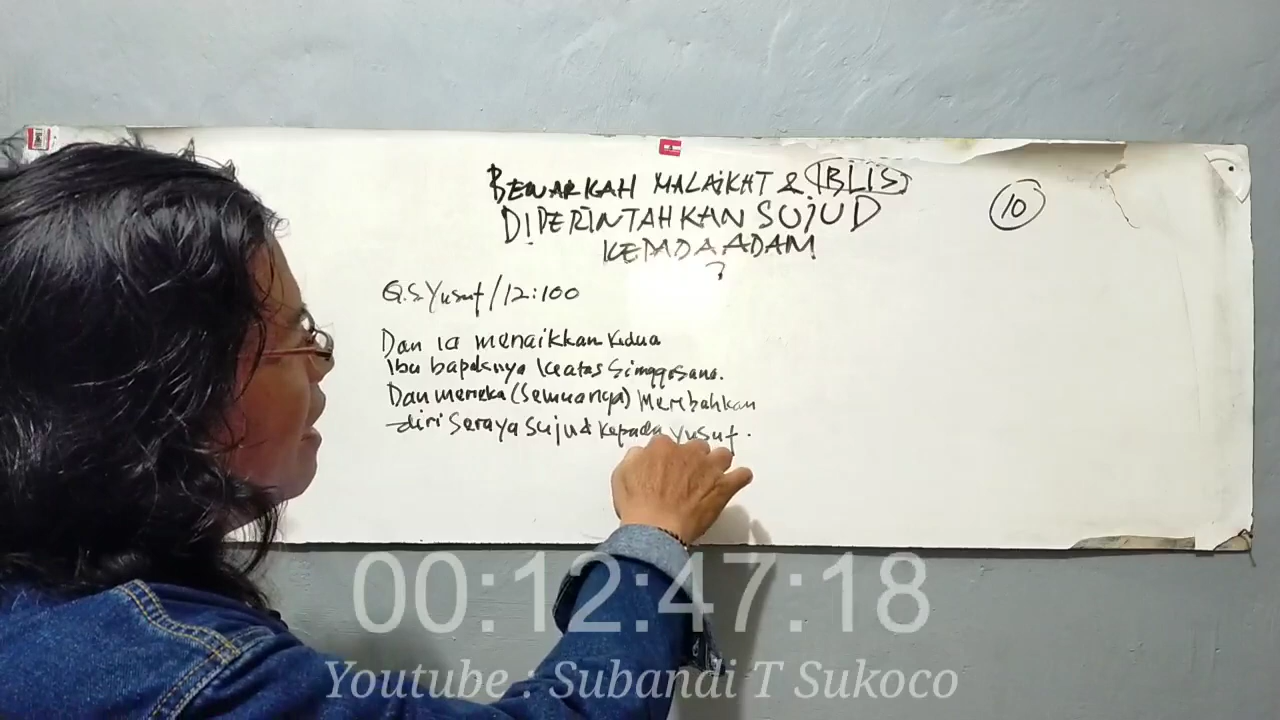 BENARKAH MALAIKAT & IBLIS
DIPERINTAHKAN SUJUD
KEPADA ADAM
?
10
Q.S Yusuf/12:100
Dan ia menaikkan kedua
Ibu bapaknya keatas Singgasana.
Dan mereka (semuanya) Merebahkan
diri Seraya Sujud kepada Yusuf.
00:12:47:18
Youtube : Subandi T Sukoco